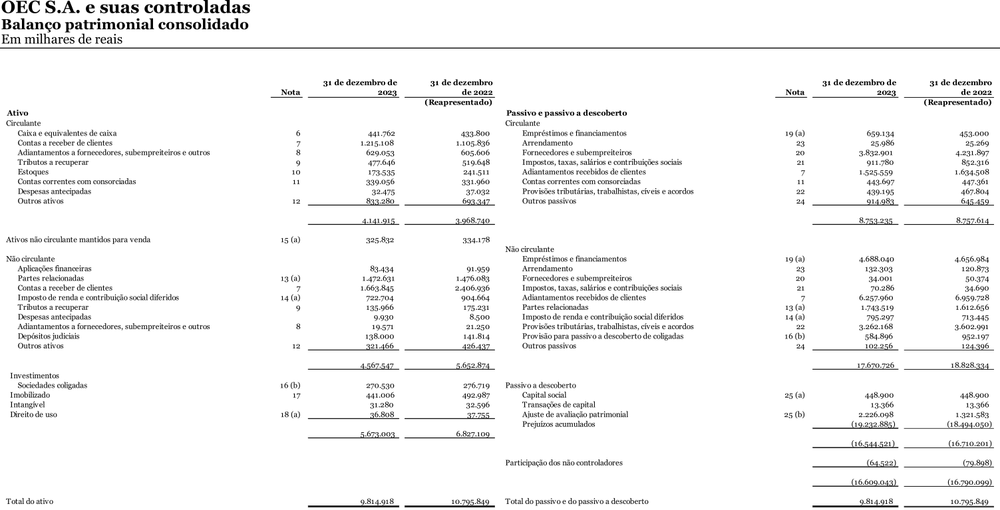 OEC S.A. e suas controladas
Balanço patrimonial consolidado
Em milhares de reais
31 de dezembro de 31 de dezembro
Nota 2023 de 2022
(Reapresentado)
Ativo
Circulante
Caixa e equivalentes de caixa 6 441.762 433.800
Contas a receber de clientes 7 1.215.108 1.105.836
Adiantamentos a fornecedores, subempreiteiros e outros 8 629.053 605.606
Tributos a recuperar 9 477.646 519.648
Estoques 10 173.535 241.511
Contas correntes com consorciadas 11 339.056 331.960
Despesas antecipadas 32.475 37.032
Outros ativos 12 833.280 693.347
4.141.915 3.968.740
Ativos não circulante mantidos para venda 15 (a) 325.832 334.178
Não circulante
Aplicações financeiras 83.434 91.959
Partes relacionadas 13 (a) 1.472.631 1.476.083
Contas a receber de clientes 7 1.663.845 2.406.936
Imposto de renda e contribuição social diferidos 14 (a) 722.704 904.664
Tributos a recuperar 9 135.966 175.231
Despesas antecipadas 9.930 8.500
Adiantamentos a fornecedores, subempreiteiros e outros 8 19.571 21.250
Depósitos judiciais 138.000 141.814
Outros ativos 12 321.466 426.437
4.567.547 5.652.874
Investimentos
Sociedades coligadas 16 (b) 270.530 276.719
Imobilizado 17 441.006 492.987
Intangível 31.280 32.596
Direito de uso 18 (a) 36.808 37.755
5.673.003 6.827.109
Total do ativo 9.814.918 10.795.849
31 de dezembro de 31 de dezembro
Nota 2023 de 2022
(Reapresentado)
Passivo e passivo a descoberto
Circulante
Empréstimos e financiamentos 19 (a) 659.134 453.000
Arrendamento 23 25.986 25.269
Fornecedores e subempreiteiros 20 3.832.901 4.231.897
Impostos, taxas, salários e contribuições sociais 21 911.780 852.316
Adiantamentos recebidos de clientes 7 1.525.559 1.634.508
Contas correntes com consorciadas 11 443.697 447.361
Provisões tributárias, trabalhistas, cíveis e acordos 22 439.195 467.804
Outros passivos 24 914.983 645.459
8.753.235 8.757.614
Não circulante
Empréstimos e financiamentos 19 (a) 4.688.040 4.656.984
Arrendamento 23 132.303 120.873
Fornecedores e subempreiteiros 20 34.001 50.374
Impostos, taxas, salários e contribuições sociais 21 70.286 34.690
Adiantamentos recebidos de clientes 7 6.257.960 6.959.728
Partes relacionadas 13 (a) 1.743.519 1.612.656
Imposto de renda e contribuição social diferidos 14 (a) 795.297 713.445
Provisões tributárias, trabalhistas, cíveis e acordos 22 3.262.168 3.602.991
Provisão para passivo a descoberto de coligadas 16 (b) 584.896 952.197
Outros passivos 24 102.256 124.396
17.670.726 18.828.334
Passivo a descoberto
Capital social 25 (a) 448.900 448.900
Transações de capital 13.366 13.366
Ajuste de avaliação patrimonial 25 (b) 2.226.098 1.321.583
Prejuízos acumulados (19.232.885) (18.494.050)
(16.544.521) (16.710.201)
Participação dos não controladores (64.522) (79.898)
(16.609.043) (16.790.099)
Total do passivo e do passivo a descoberto 9.814.918 10.795.849